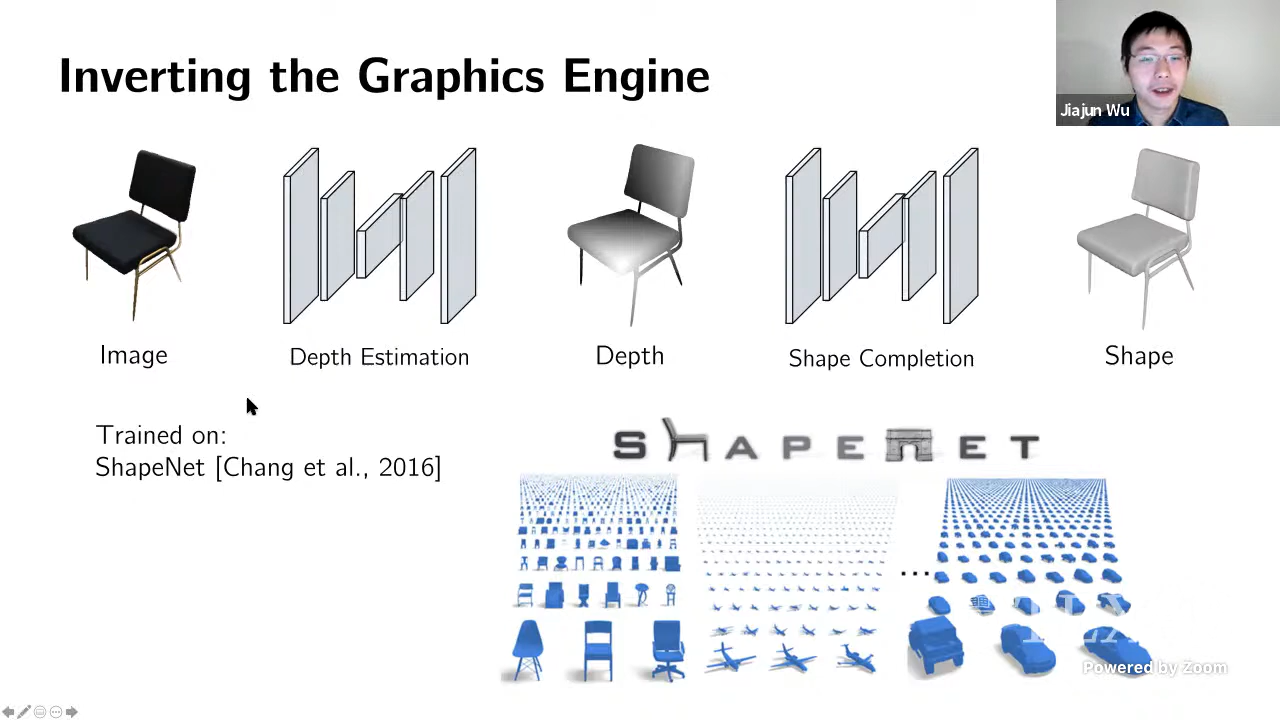 Inverting the Graphics Engine
Jiajun Wu
Image
Depth Estimation
Depth
Shape Completion
Shape
Trained on:
ShapeNet [Chang et al., 2016]
SHAPENET
...
Powered by Zoom